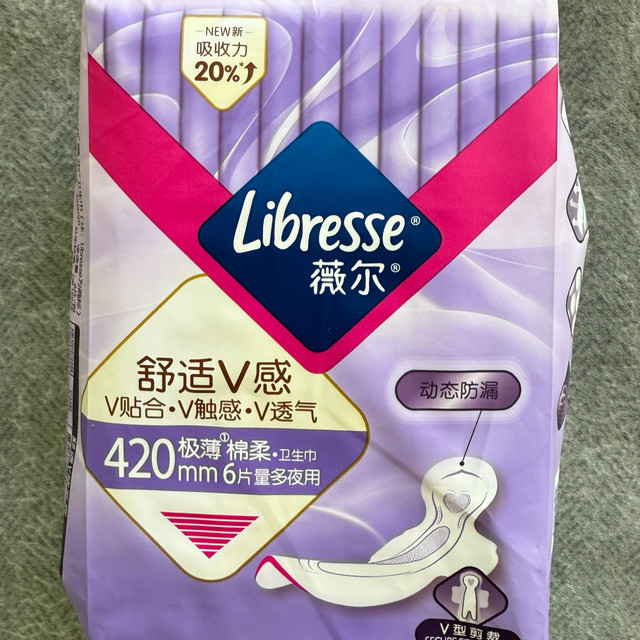 NEW新
吸收力
20%*
Libresse®
薇尔®
舒适V感
V贴合·V触感·V透气
动态防漏
420mm
极薄 棉柔·卫生巾
6片量多夜用
V型剪裁